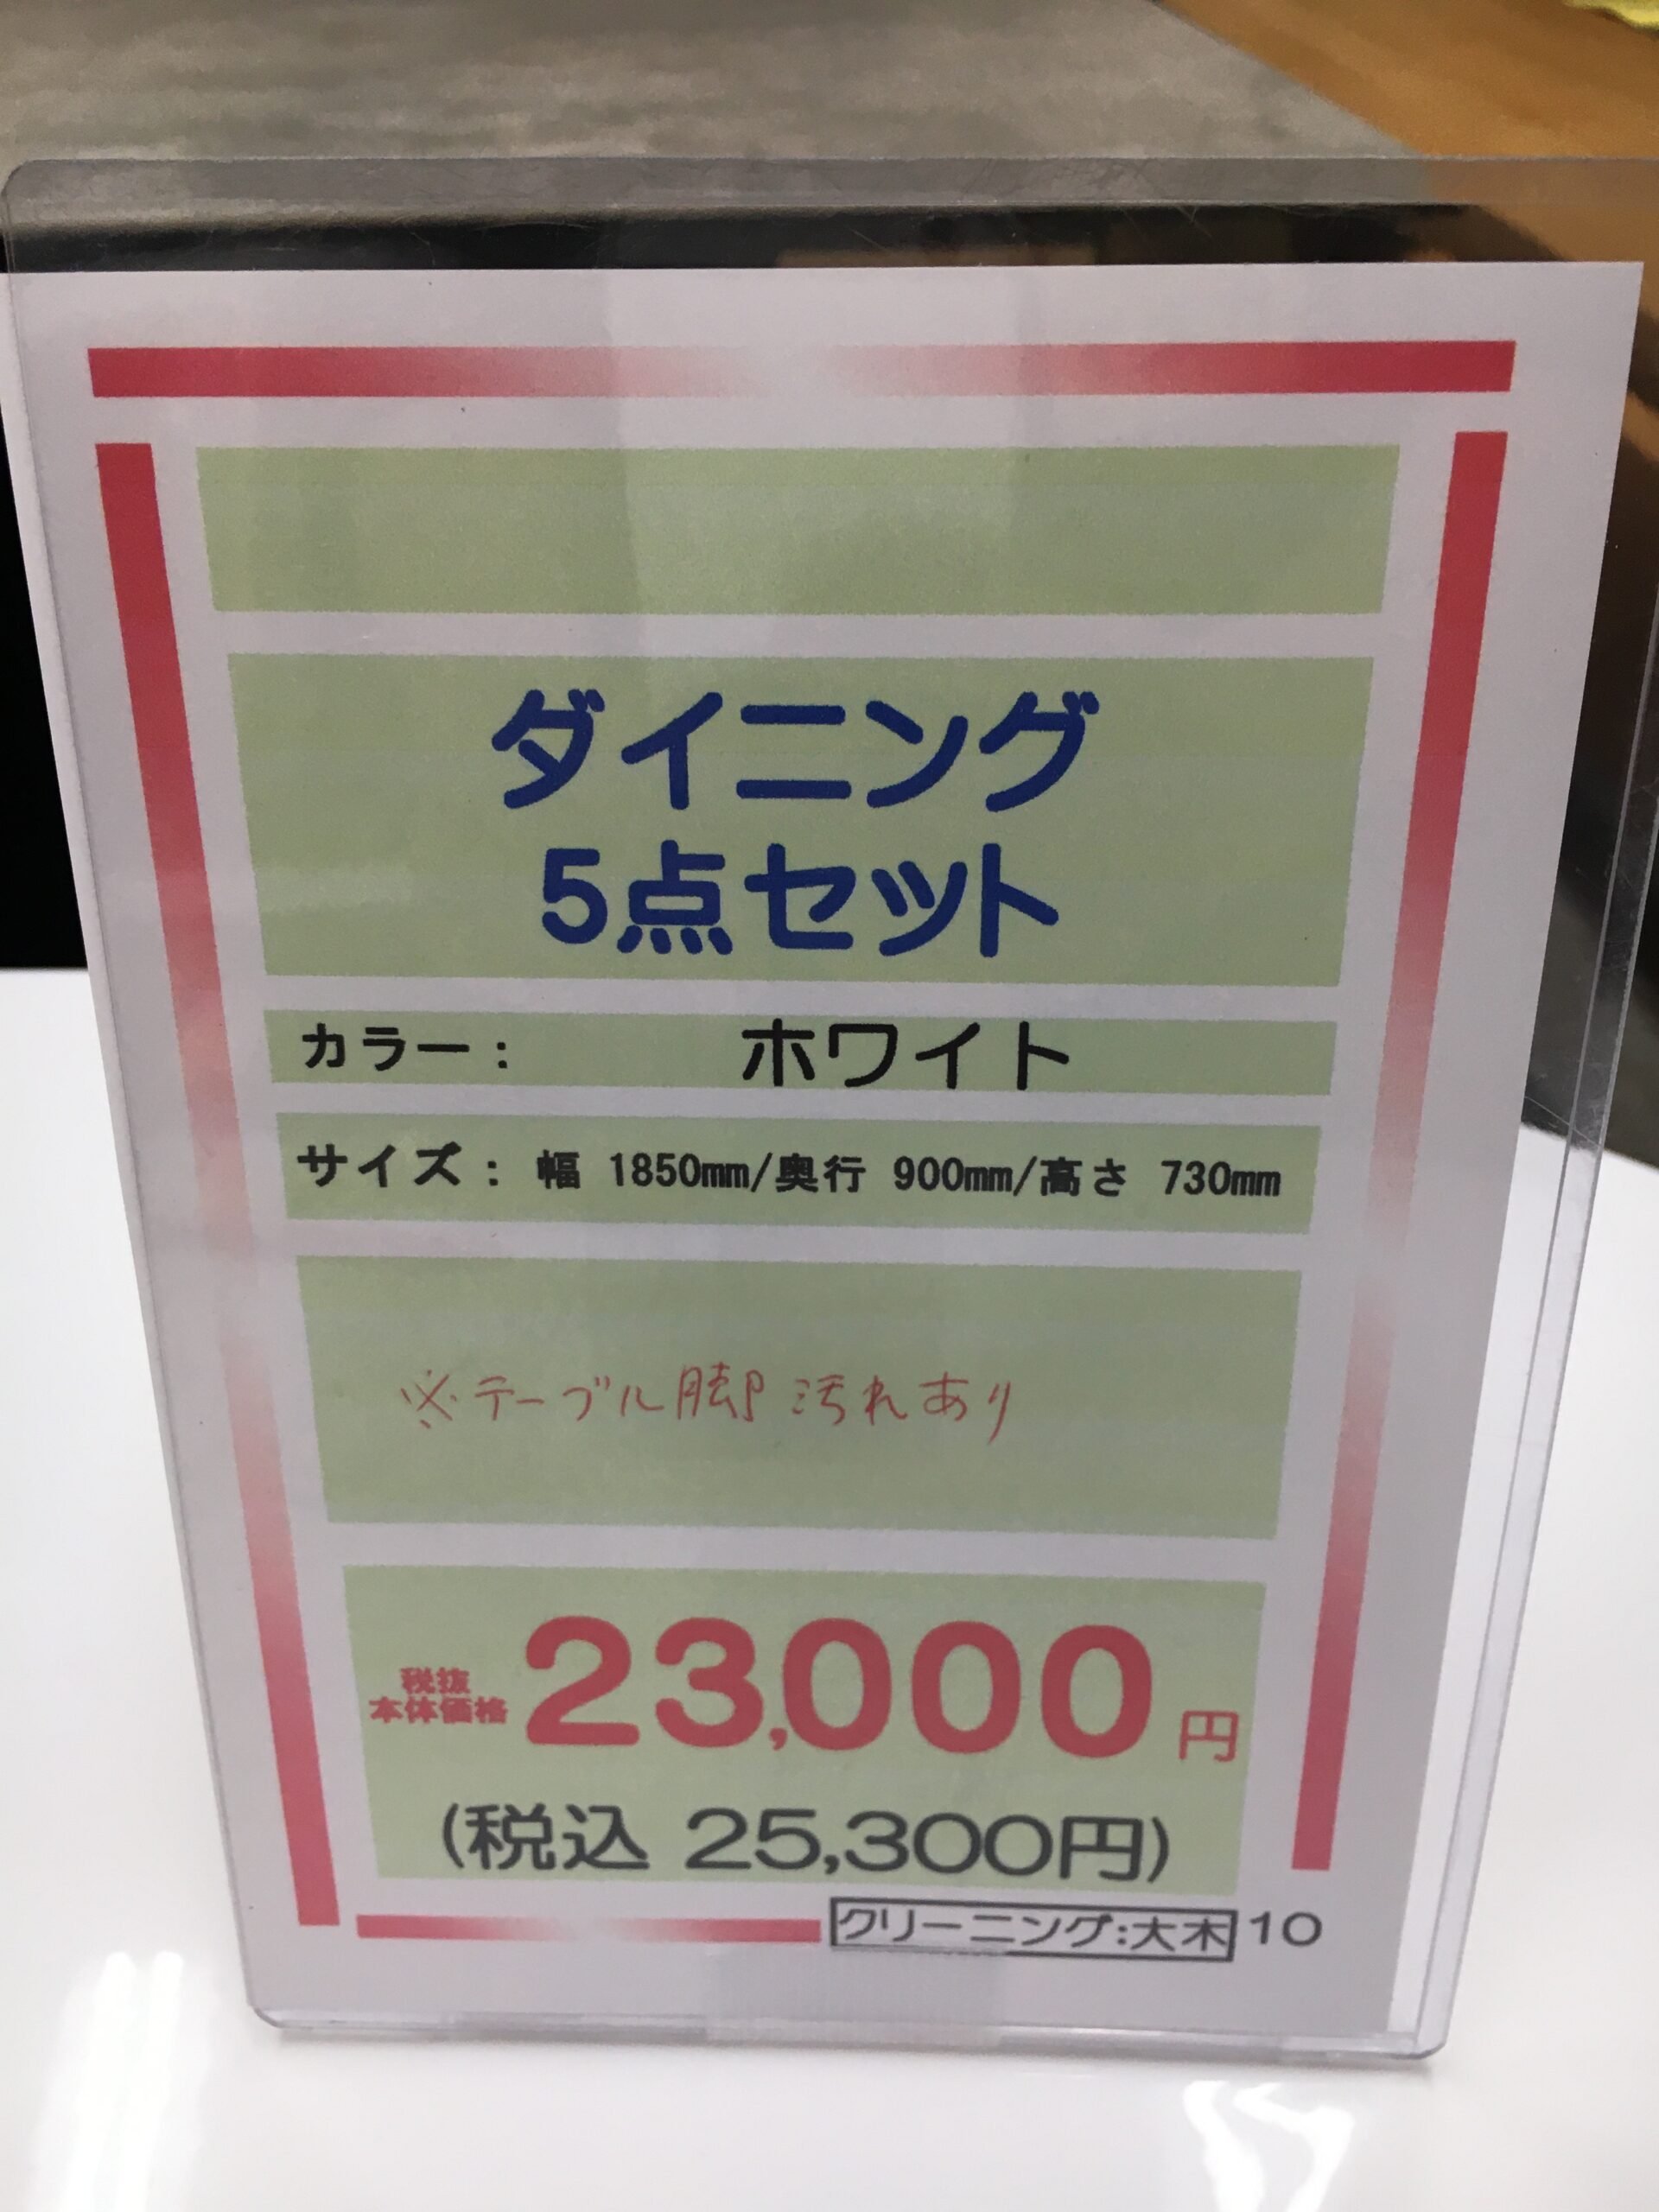 ダイニング
5点セット
カラー： ホワイト
サイズ： 幅 1850mm/奥行 900mm/高さ 730mm
※テーブル脚 汚れあり
税抜
本体価格 23,000円
(税込 25,300円)
クリーニング:大木 10